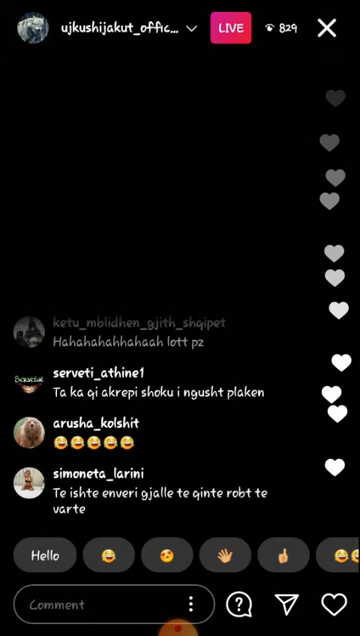 ujkushijakut_offic...
LIVE
829
ketu_mblidhen_gjith_shqipet
Hahahahahhahaah lott pz
serveti_athine1
Ta ka qi akrepi shoku i ngusht plaken
arusha_kolshit
😂😂😂😂😂
simoneta_larini
Te ishte enveri gjalle te qinte robt te
varte
Hello
Comment